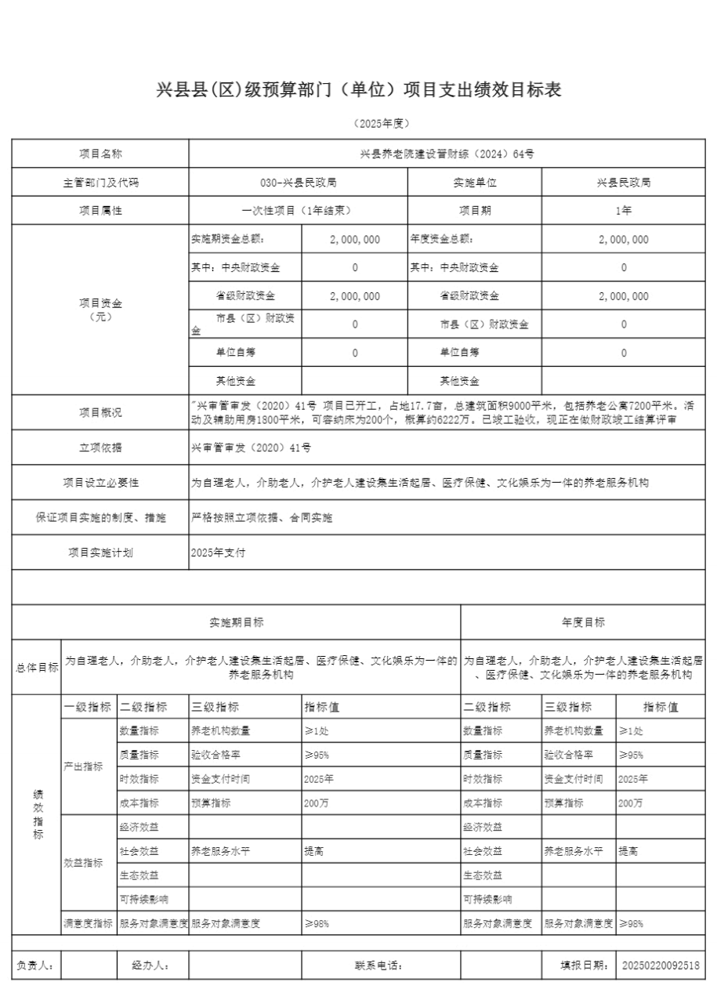 兴县县(区)级预算部门（单位）项目支出绩效目标表
（2025年度）
项目名称 兴县养老院建设晋财综（2024）64号
主管部门及代码 030-兴县民政局 实施单位 兴县民政局
项目属性 一次性项目（1年结束） 项目期 1年
项目资金
（元）
实施期资金总额： 2,000,000 年度资金总额： 2,000,000
其中：中央财政资金 0 其中：中央财政资金 0
省级财政资金 2,000,000 省级财政资金 2,000,000
市县（区）财政资
金 0 市县（区）财政资金 0
单位自筹 0 单位自筹 0
其他资金 其他资金
项目概况 "兴审管审发（2020）41号 项目已开工，占地17.7亩，总建筑面积9000平米，包括养老公寓7200平米。活
动及辅助用房1800平米，可容纳床为200个，概算约6222万。已竣工验收，现正在做财政竣工结算评审
立项依据 兴审管审发（2020）41号
项目设立必要性 为自理老人，介助老人，介护老人建设集生活起居、医疗保健、文化娱乐为一体的养老服务机构
保证项目实施的制度、措施 严格按照立项依据、合同实施
项目实施计划 2025年支付
实施期目标 年度目标
总体目标 为自理老人，介助老人，介护老人建设集生活起居、医疗保健、文化娱乐为一体的
养老服务机构
为自理老人，介助老人，介护老人建设集生活起居
、医疗保健、文化娱乐为一体的养老服务机构
绩
效
指
标
一级指标 二级指标 三级指标 指标值 二级指标 三级指标 指标值
产出指标
数量指标 养老机构数量 ≥1处 数量指标 养老机构数量 ≥1处
质量指标 验收合格率 ≥95% 质量指标 验收合格率 ≥95%
时效指标 资金支付时间 2025年 时效指标 资金支付时间 2025年
成本指标 预算指标 200万 成本指标 预算指标 200万
效益指标
经济效益 经济效益
社会效益 养老服务水平 提高 社会效益 养老服务水平 提高
生态效益 生态效益
可持续影响 可持续影响
满意度指标 服务对象满意度 服务对象满意度 ≥98% 服务对象满意度 服务对象满意度 ≥98%
负责人： 经办人： 联系电话： 填报日期： 20250220092518